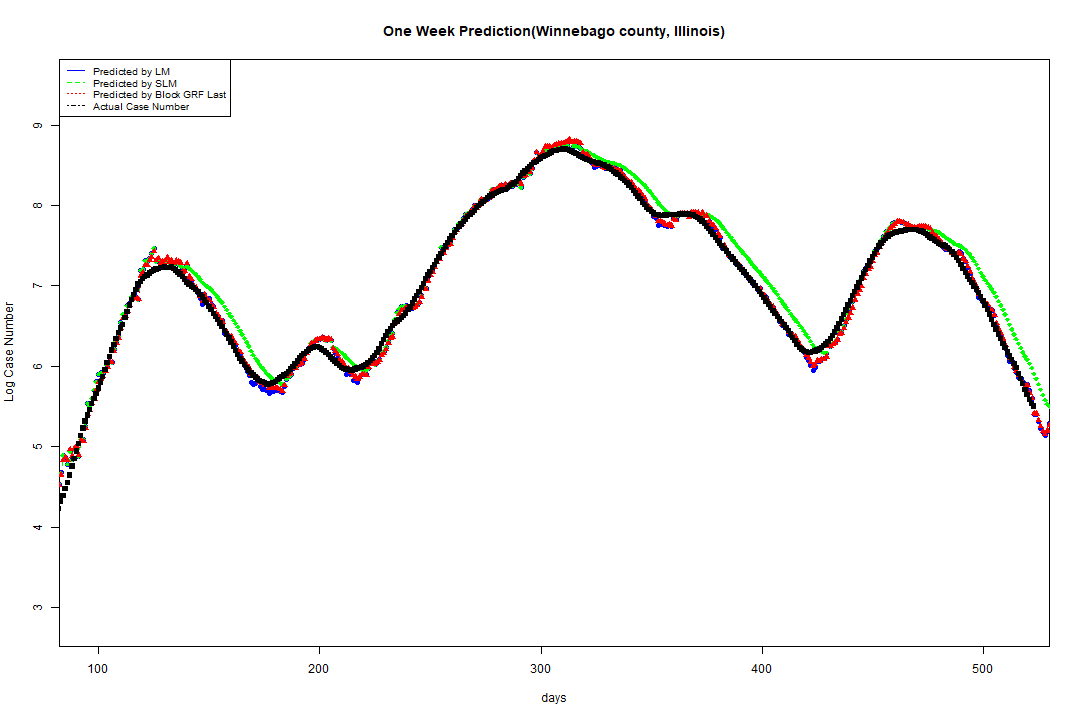 One Week Prediction(Winnebago county, Illinois)
Predicted by LM
Predicted by SLM
Predicted by Block GRF Last
Actual Case Number
Log Case Number
9
8
7
6
5
4
3
100 200 300 400 500
days